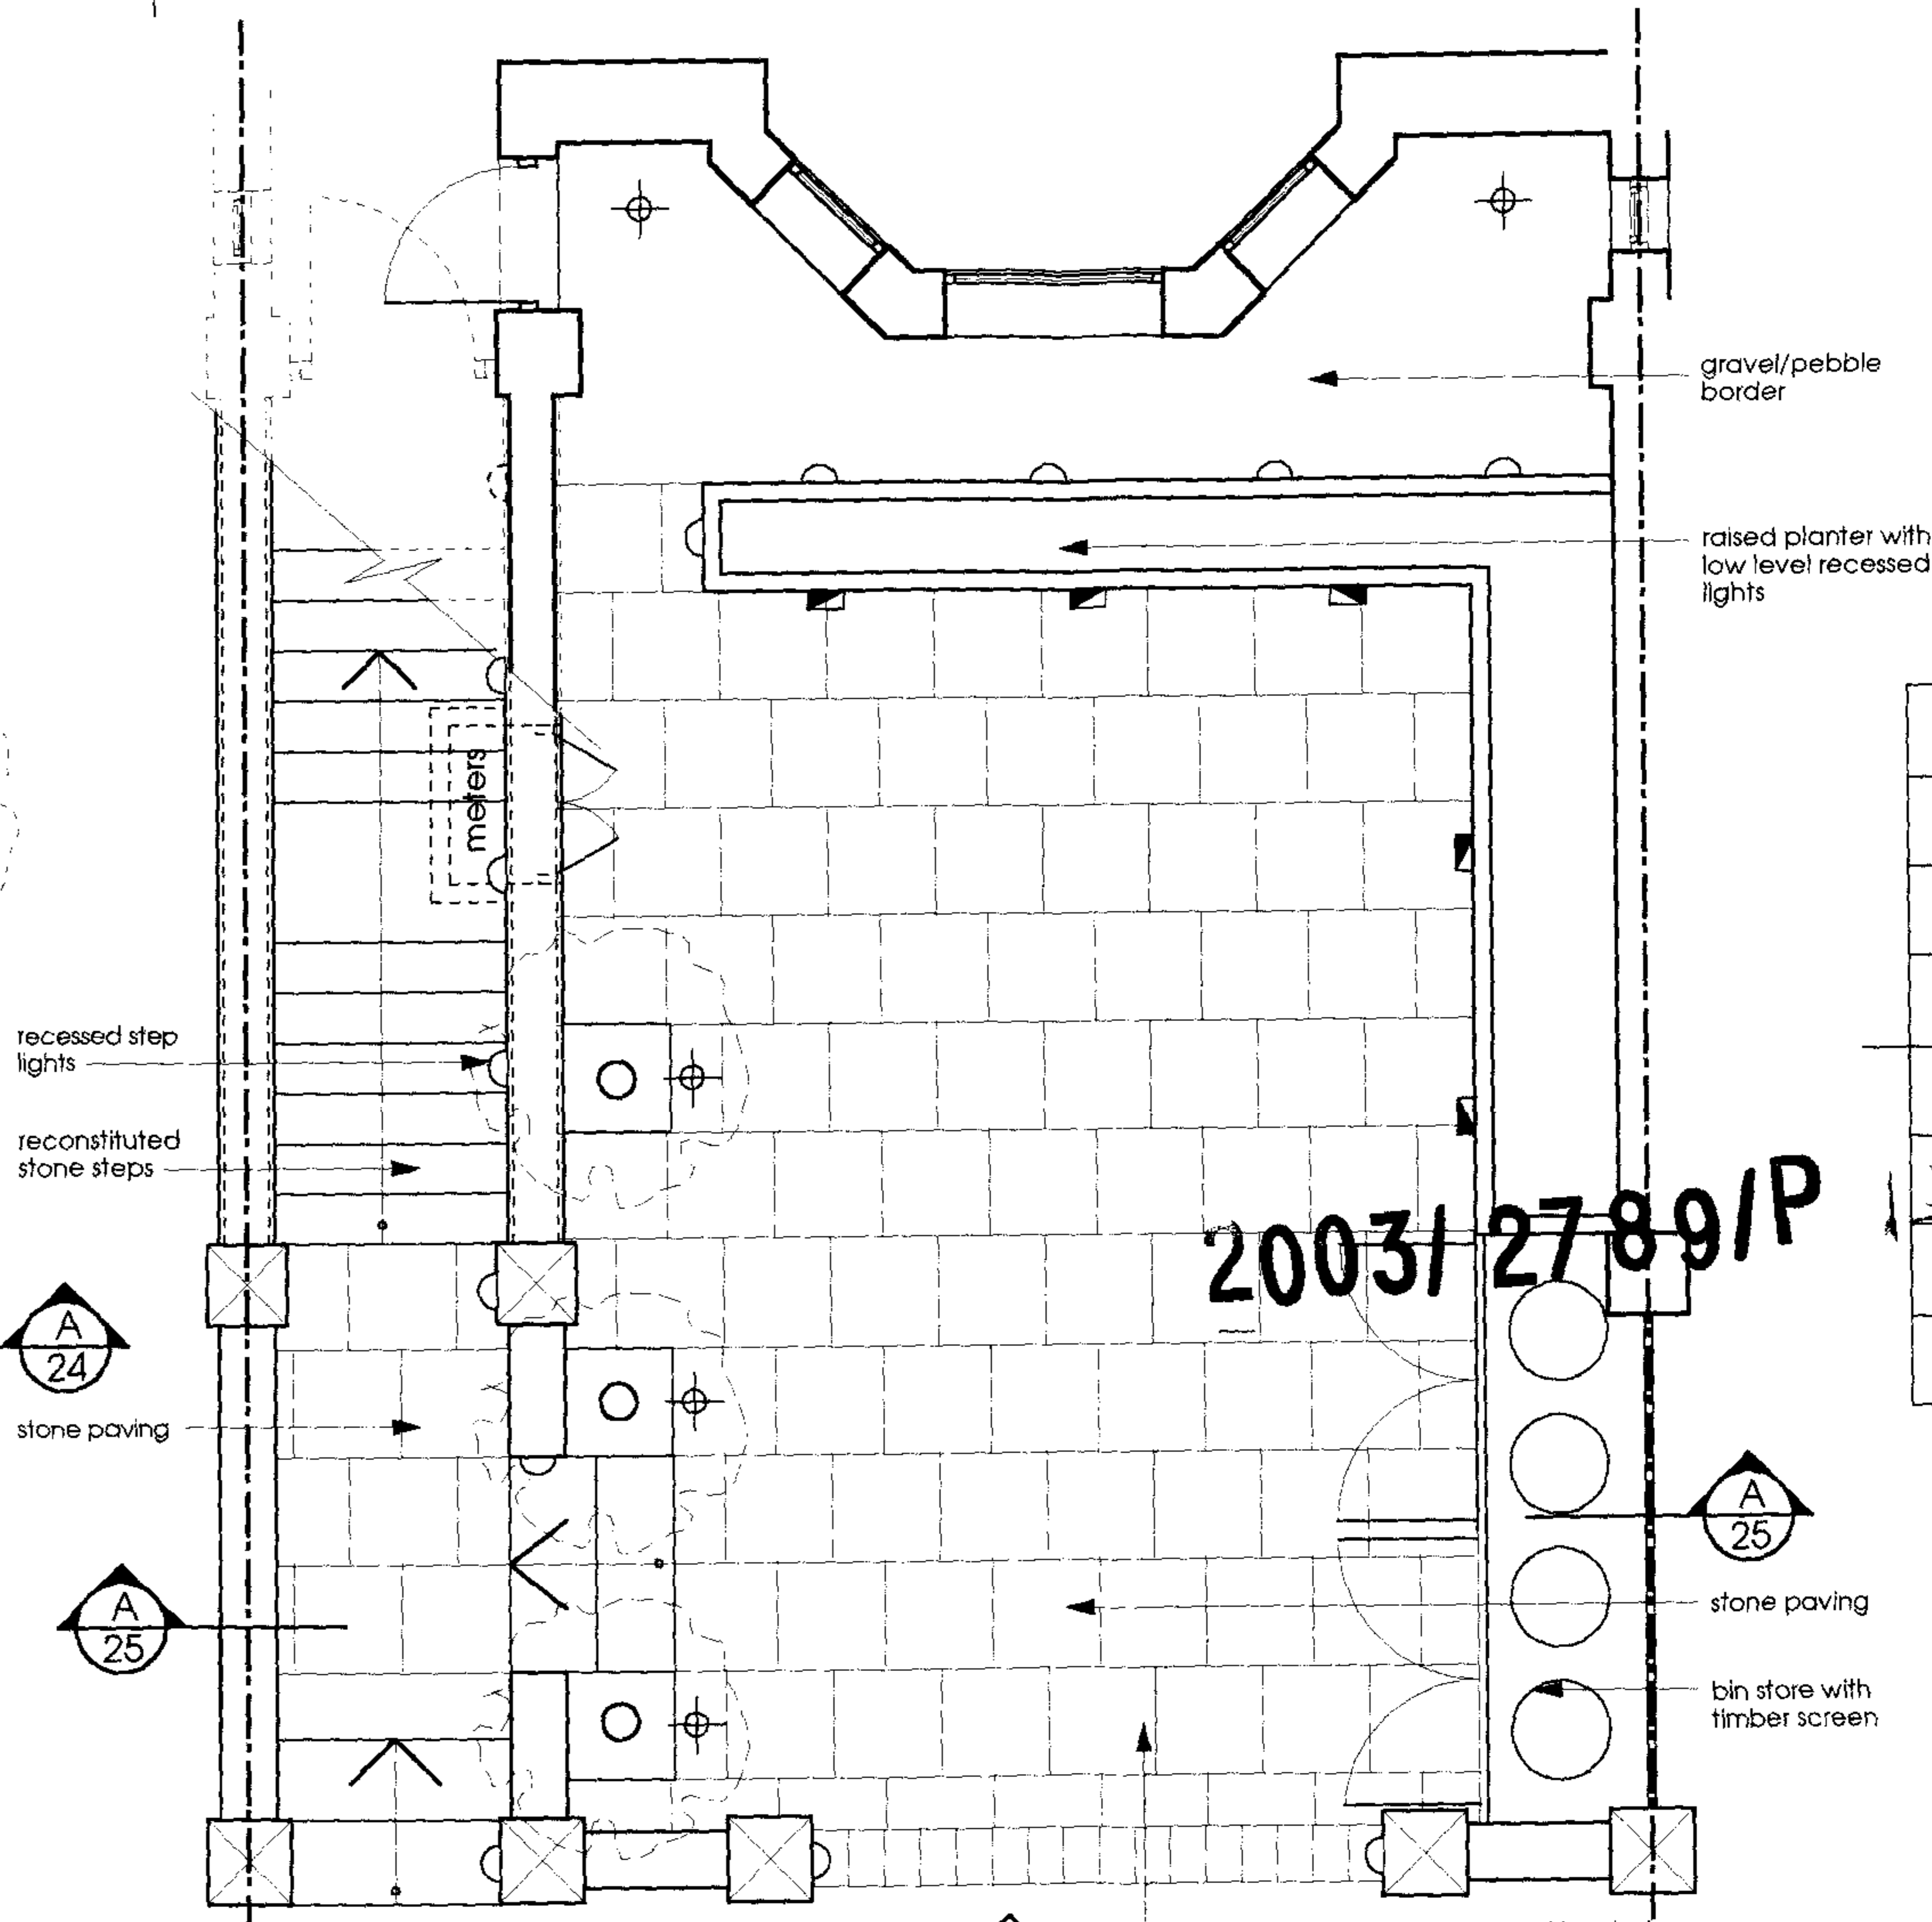 gravel/pebble
border
raised planter with
low level recessed
lights
meters
recessed step
lights
reconstituted
stone steps
2003/2789/P
A
24
stone paving
A
25
A
25
stone paving
bin store with
timber screen